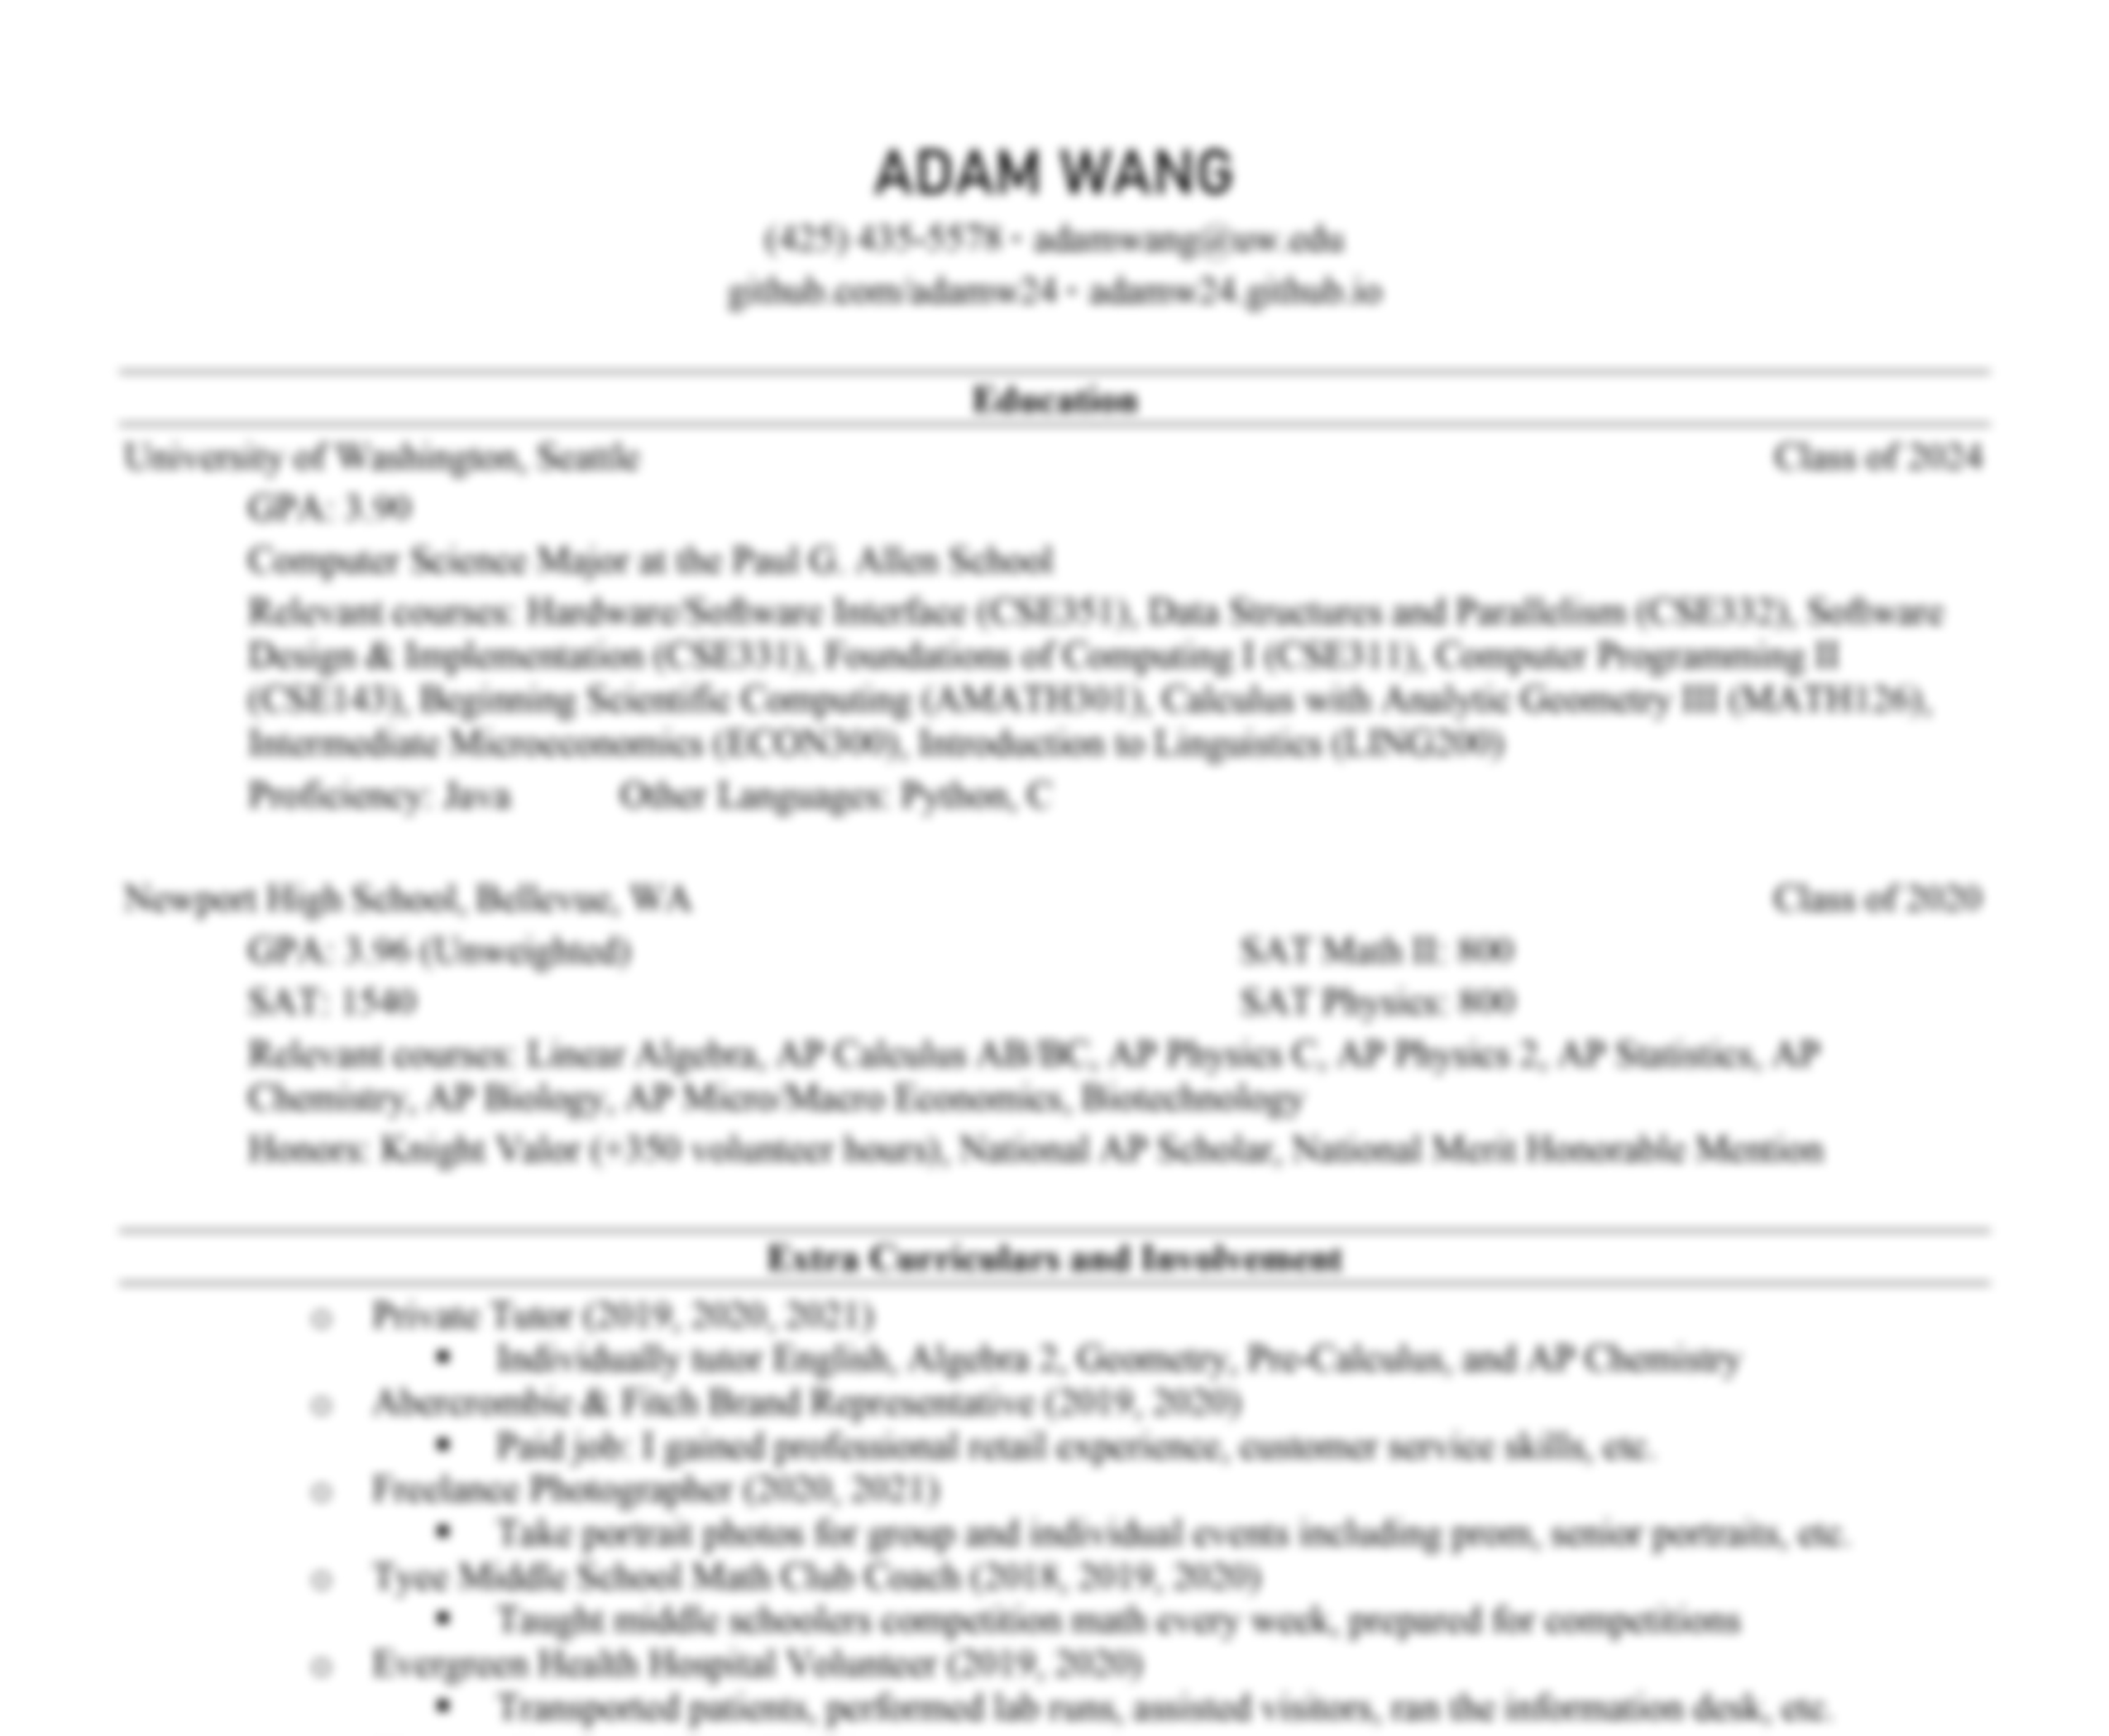 ADAM WANG
(425) 435-5578 · adamwang@uw.edu
github.com/adamw24 · adamw24.github.io
Education
University of Washington, Seattle Class of 2024
GPA: 3.90
Computer Science Major at the Paul G. Allen School
Relevant courses: Hardware/Software Interface (CSE351), Data Structures and Parallelism (CSE332), Software
Design & Implementation (CSE331), Foundations of Computing I (CSE311), Computer Programming II
(CSE143), Beginning Scientific Computing (AMATH301), Calculus with Analytic Geometry III (MATH126),
Intermediate Microeconomics (ECON300), Introduction to Linguistics (LING200)
Proficiency: Java Other Languages: Python, C
Newport High School, Bellevue, WA Class of 2020
GPA: 3.96 (Unweighted) SAT Math II: 800
SAT: 1540 SAT Physics: 800
Relevant courses: Linear Algebra, AP Calculus AB/BC, AP Physics C, AP Physics 2, AP Statistics, AP
Chemistry, AP Biology, AP Micro/Macro Economics, Biotechnology
Honors: Knight Valor (+350 volunteer hours), National AP Scholar, National Merit Honorable Mention
Extra Curriculars and Involvement
○ Private Tutor (2019, 2020, 2021)
▪ Individually tutor English, Algebra 2, Geometry, Pre-Calculus, and AP Chemistry
○ Abercrombie & Fitch Brand Representative (2019, 2020)
▪ Paid job: I gained professional retail experience, customer service skills, etc.
○ Freelance Photographer (2020, 2021)
▪ Take portrait photos for group and individual events including prom, senior portraits, etc.
○ Tyee Middle School Math Club Coach (2018, 2019, 2020)
▪ Taught middle schoolers competition math every week, prepared for competitions
○ Evergreen Health Hospital Volunteer (2019, 2020)
▪ Transported patients, performed lab runs, assisted visitors, ran the information desk, etc.